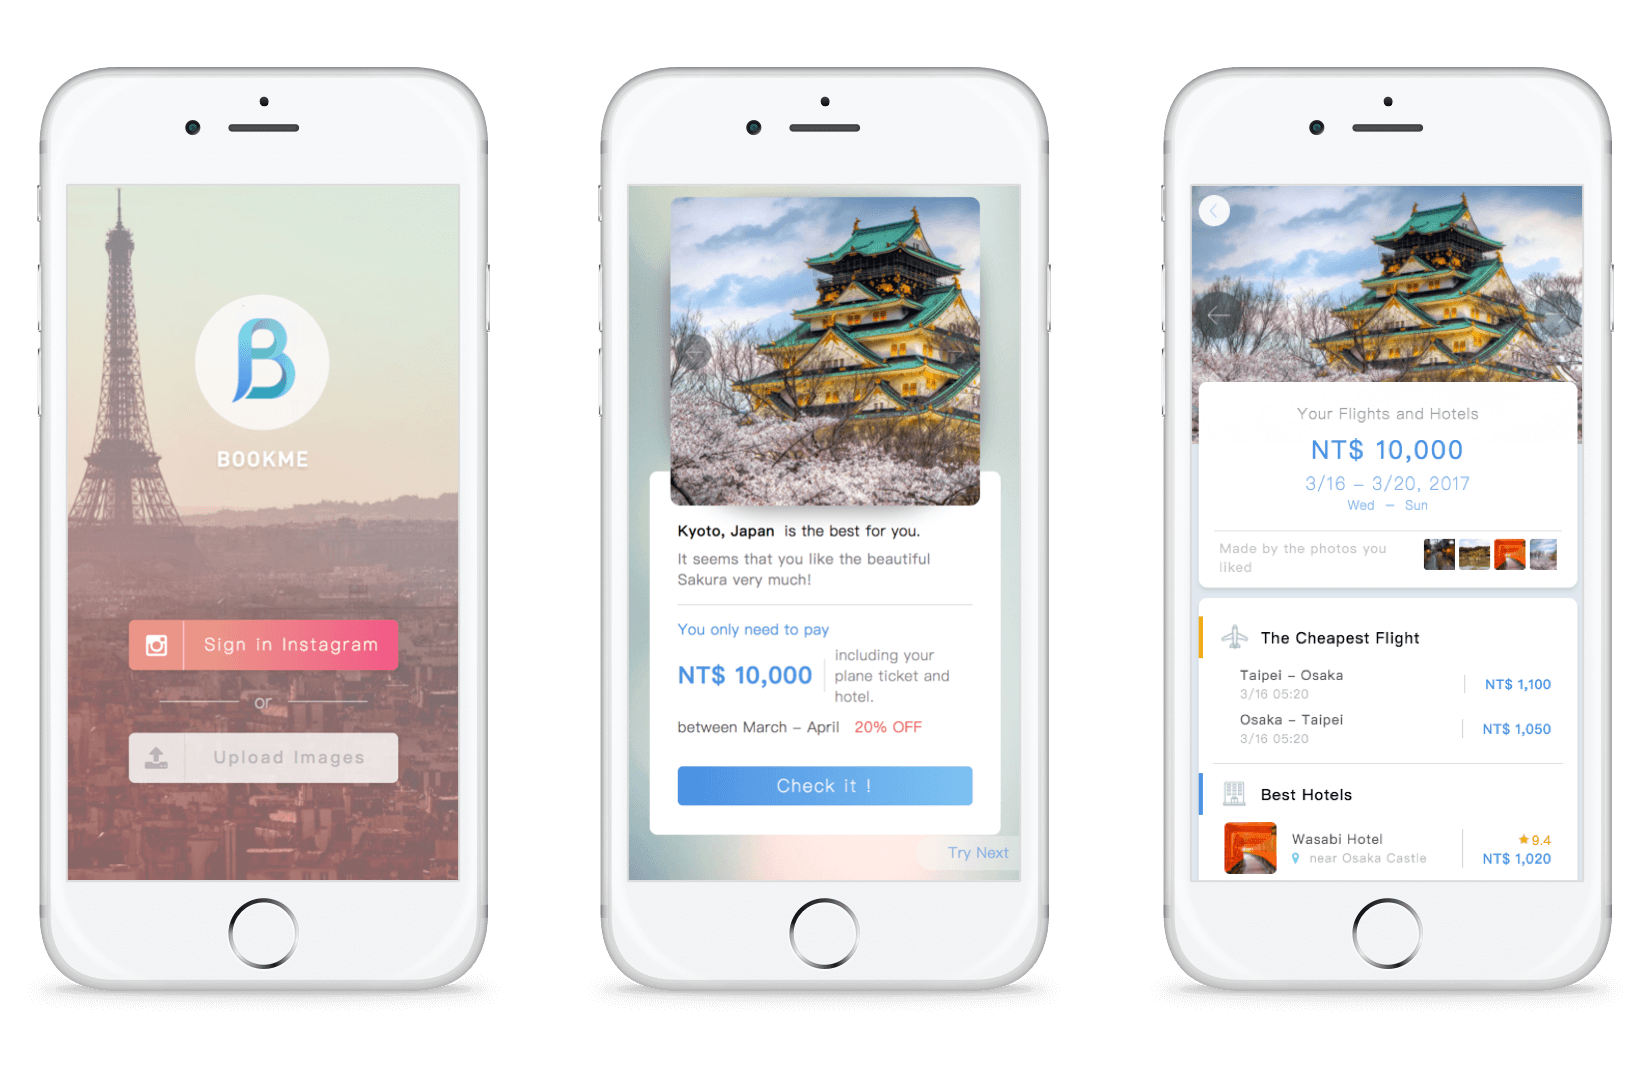 BOOKME
Sign in Instagram
or
Upload Images
Kyoto, Japan is the best for you.
It seems that you like the beautiful
Sakura very much!
You only need to pay
NT$ 10,000
including your
plane ticket and
hotel.
between March – April 20% OFF
Check it !
Try Next
Your Flights and Hotels
NT$ 10,000
3/16 – 3/20, 2017
Wed – Sun
Made by the photos you
liked
The Cheapest Flight
Taipei – Osaka
3/16 05:20
NT$ 1,100
Osaka – Taipei
3/16 05:20
NT$ 1,050
Best Hotels
Wasabi Hotel
near Osaka Castle
9.4
NT$ 1,020